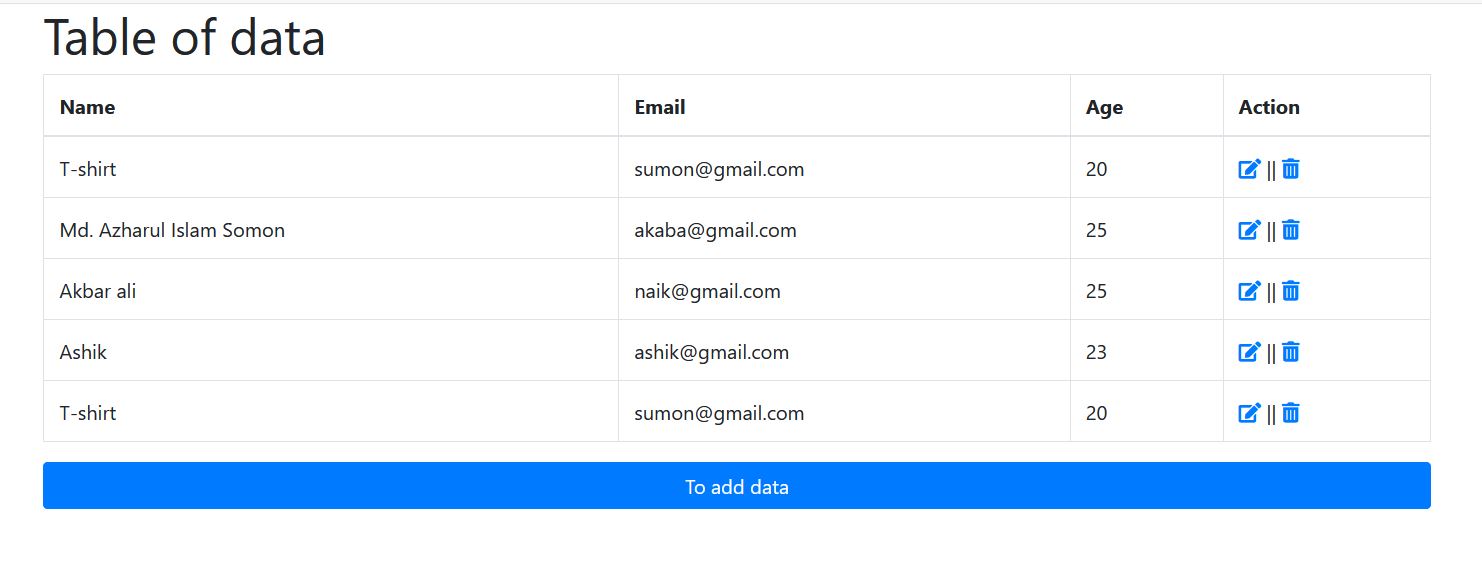 Table of data
Name Email Age Action
T-shirt sumon@gmail.com 20 ||
Md. Azharul Islam Somon akaba@gmail.com 25 ||
Akbar ali naik@gmail.com 25 ||
Ashik ashik@gmail.com 23 ||
T-shirt sumon@gmail.com 20 ||
To add data